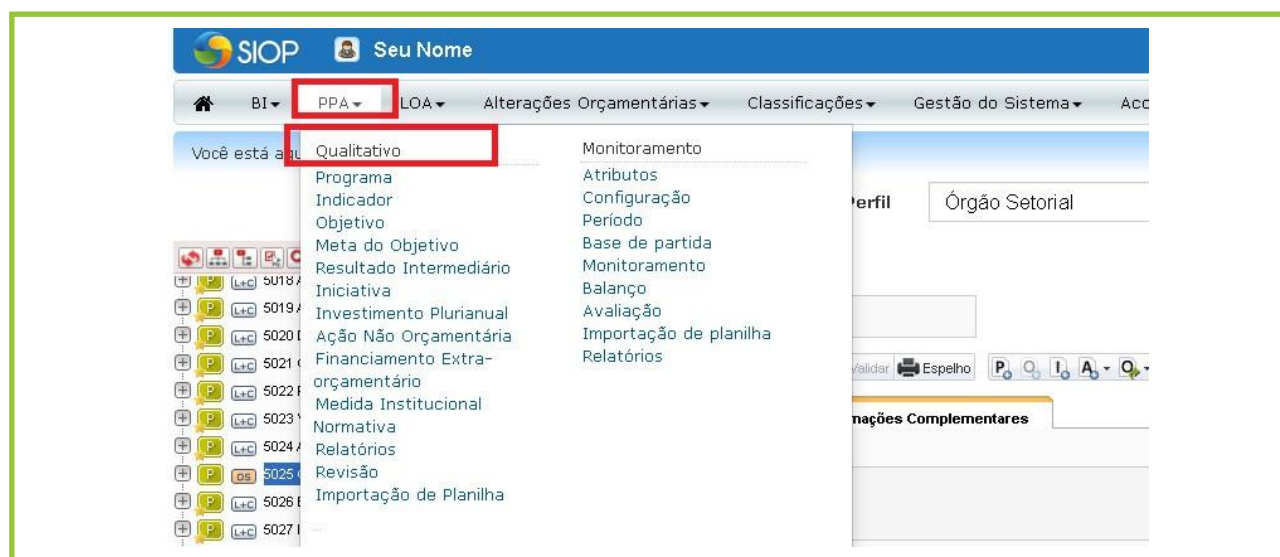 SIOP Seu Nome
BI PPA LOA Alterações Orçamentárias Classificações Gestão do Sistema
Você está
Qualitativo
Programa
Indicador
Objetivo
Meta do Objetivo
Resultado Intermediário
Iniciativa
Investimento Plurianual
Ação Não Orçamentária
Financiamento Extra-
orçamentário
Medida Institucional
Normativa
Relatórios
Revisão
Importação de Planilha
Monitoramento
Atributos
Configuração
Período
Base de partida
Monitoramento
Balanço
Avaliação
Importação de planilha
Relatórios
Órgão Setorial
P L+C 5018
P L+C 5019
P L+C 5020
P L+C 5021
P L+C 5022
P L+C 5023
P L+C 5024
P OS 5025
P L+C 5026
P L+C 5027
Validar Espelho P O I A O
Complementares